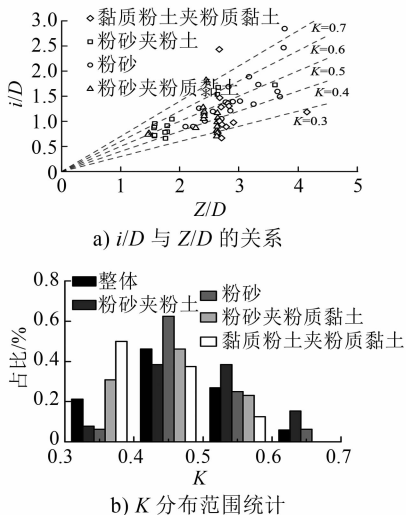 3.0
2.5
2.0
1.5
1.0
0.5
0
i/D
黏质粉土夹粉质黏土
粉砂夹粉土
粉砂
粉砂夹粉质黏土
K=0.7
K=0.6
K=0.5
K=0.4
K=0.3
1 2 3 4 5
Z/D
a) i/D 与 Z/D 的关系
0.8
0.6
0.4
0.2
0
占比/%
整体
粉砂夹粉土
粉砂
粉砂夹粉质黏土
黏质粉土夹粉质黏土
0.3 0.4 0.5 0.6 0.7
K
b) K 分布范围统计